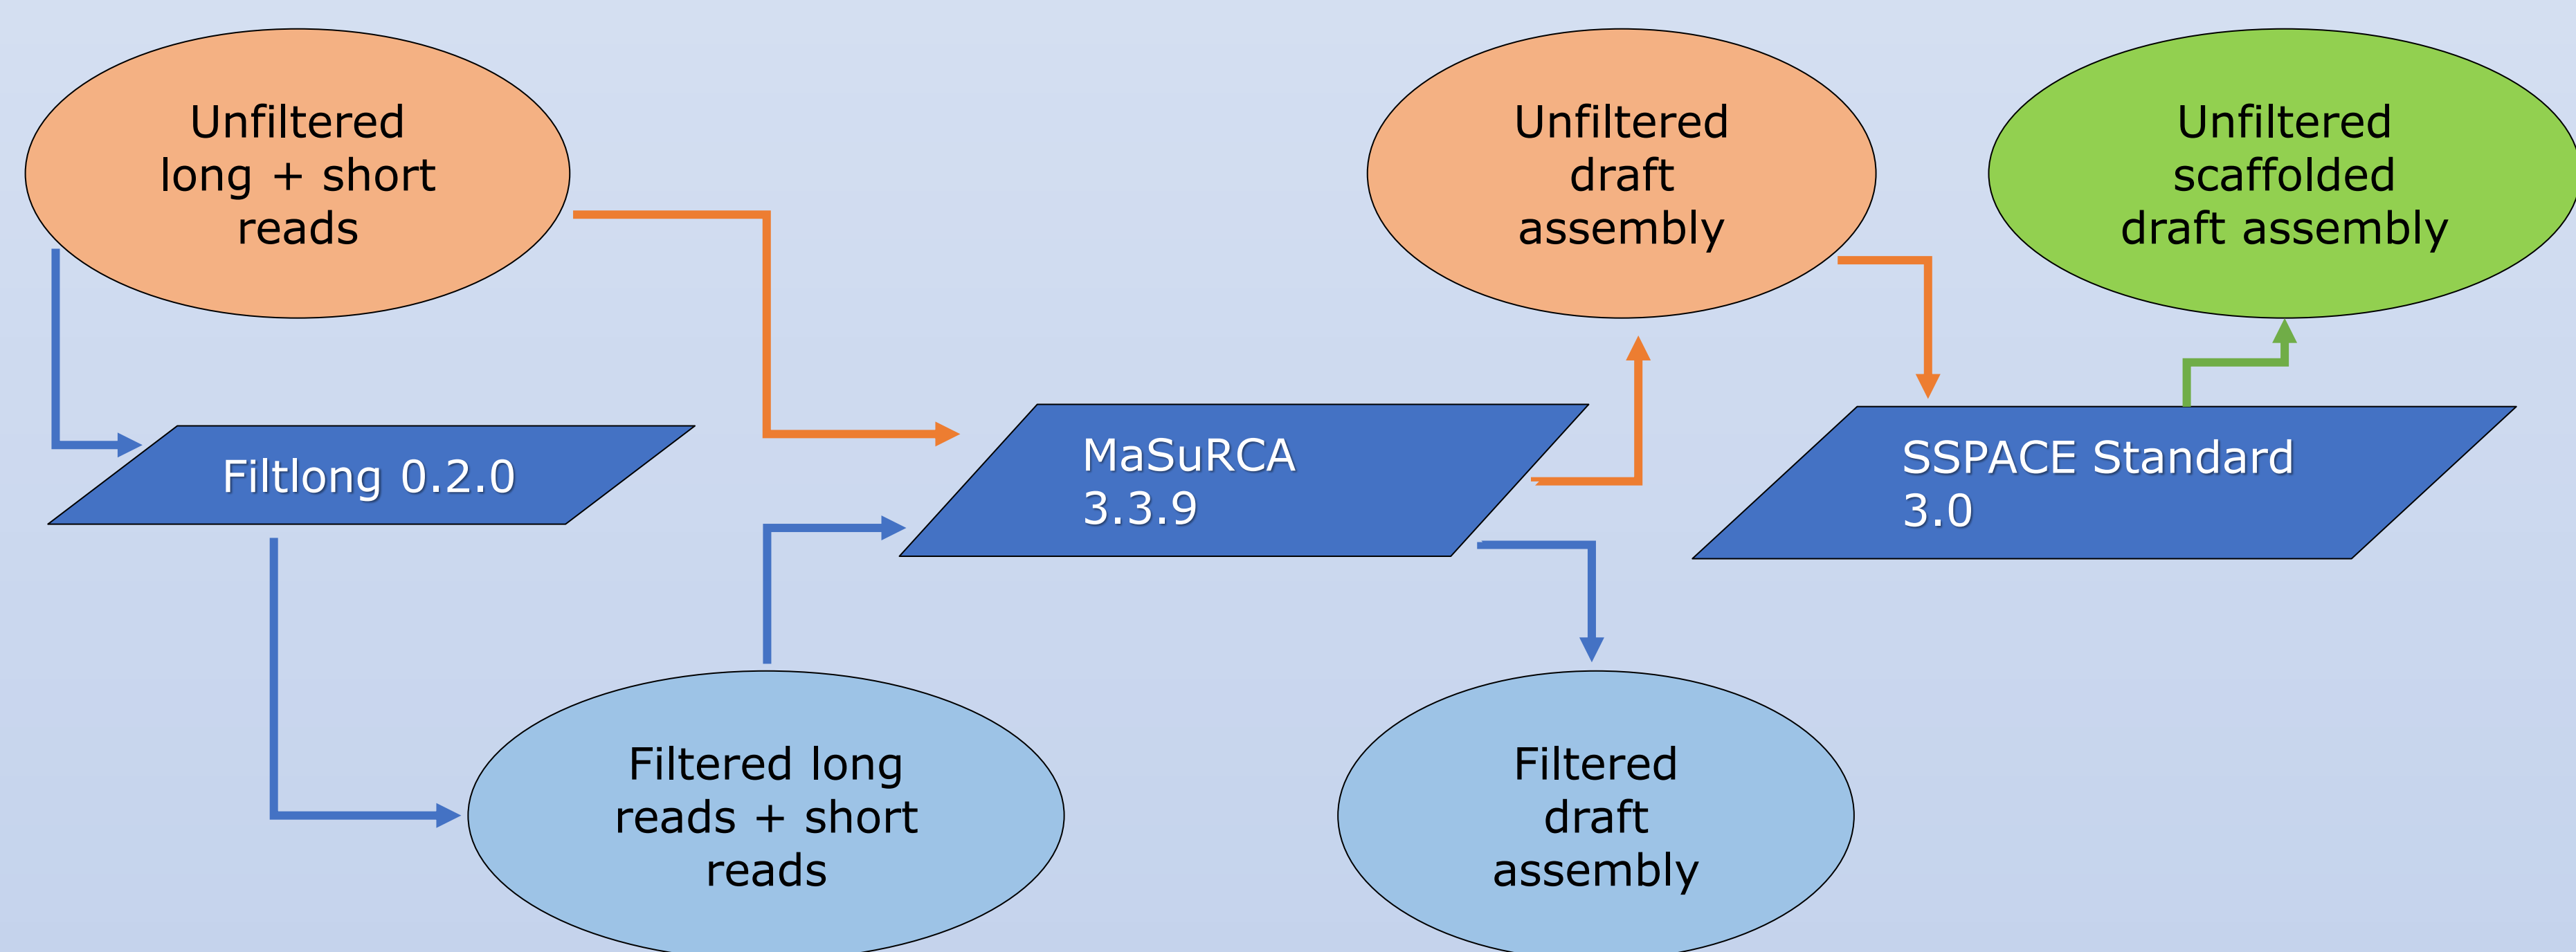 Unfiltered
long + short
reads
Unfiltered
draft
assembly
Unfiltered
scaffolded
draft assembly
Filtlong 0.2.0
MaSuRCA
3.3.9
SSPACE Standard
3.0
Filtered long
reads + short
reads
Filtered
draft
assembly